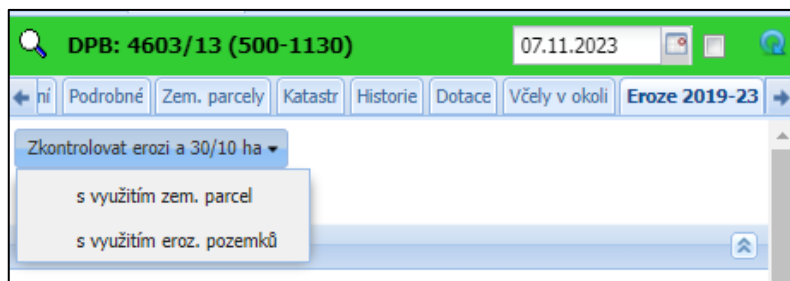 DPB: 4603/13 (500-1130) 07.11.2023
ní Podrobné Zem. parcely Katastr Historie Dotace Včely v okolí Eroze 2019-23
Zkontrolovat erozi a 30/10 ha
s využitím zem. parcel
s využitím eroz. pozemků